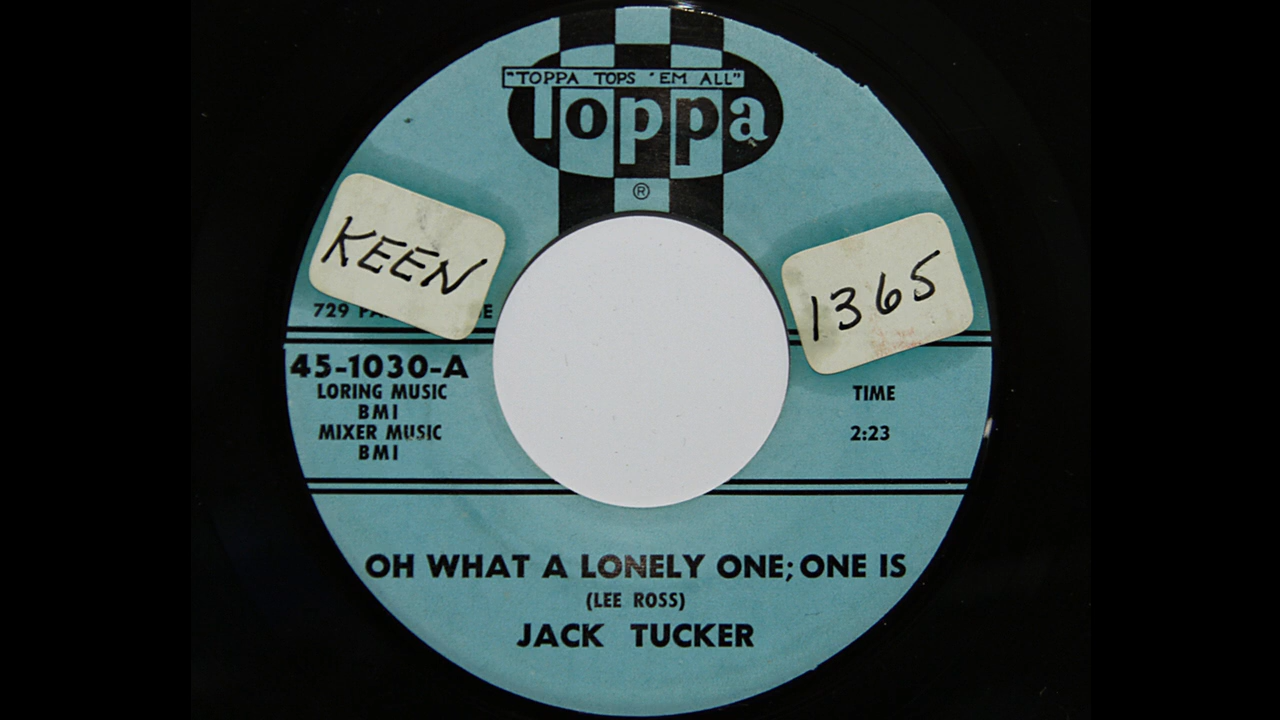 "TOPPA TOPS 'EM ALL"
Toppa
®
KEEN
1365
729
45-1030-A
LORING MUSIC
BMI
MIXER MUSIC
BMI
TIME
2:23
OH WHAT A LONELY ONE; ONE IS
(LEE ROSS)
JACK TUCKER